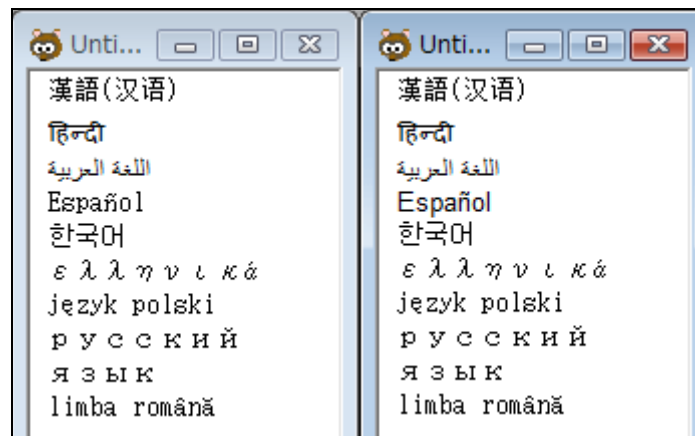 Unti...
漢語(汉语)
हिन्दी
اللغة العربية
Español
한국어
ελληνικά
język polski
русский
язык
limba română
Unti...
漢語(汉语)
हिन्दी
اللغة العربية
Español
한국어
ελληνικά
język polski
русский
язык
limba română